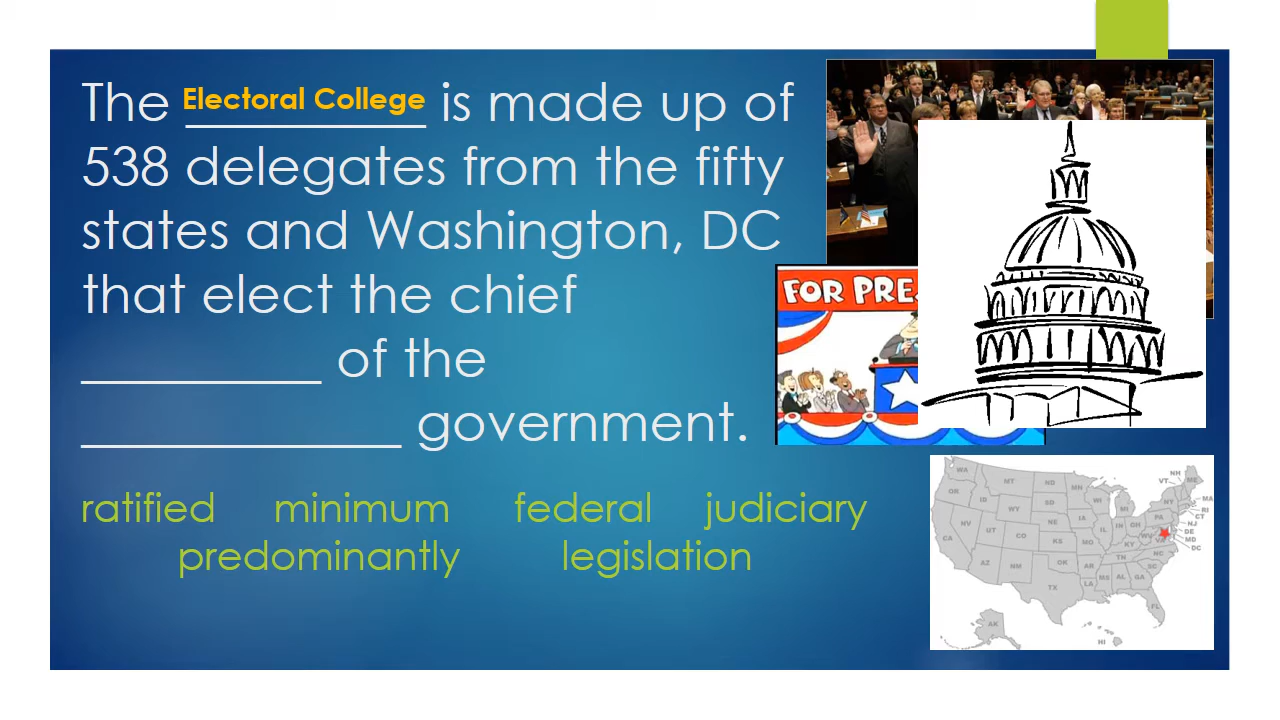 The Electoral College is made up of
538 delegates from the fifty
states and Washington, DC
that elect the chief
_________ of the
____________ government.
ratified minimum federal judiciary
predominantly legislation
FOR PRE
WA
OR
CA
NV
ID
MT
WY
UT
AZ
CO
NM
ND
SD
NE
KS
OK
TX
MN
IA
MO
AR
LA
WI
IL
MI
IN
OH
KY
TN
MS
AL
GA
FL
SC
NC
WV
VA
PA
NY
VT
NH
ME
MA
RI
CT
NJ
DE
MD
DC
AK
HI